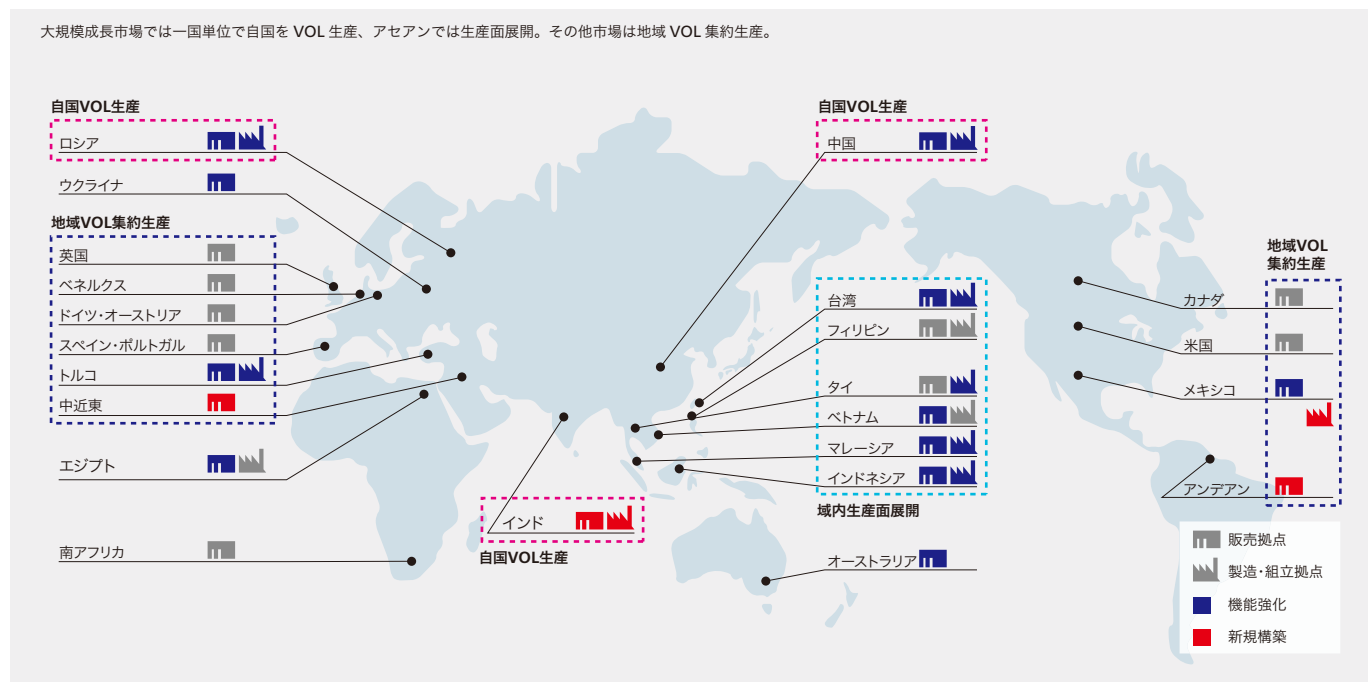 大規模成長市場では一国単位で自国を VOL 生産、アセアンでは生産面展開。その他市場は地域 VOL 集約生産。
自国VOL生産
ロシア
ウクライナ
地域VOL集約生産
英国
ベネルクス
ドイツ・オーストリア
スペイン・ポルトガル
トルコ
中近東
エジプト
南アフリカ
インド
自国VOL生産
自国VOL生産
中国
台湾
フィリピン
タイ
ベトナム
マレーシア
インドネシア
域内生産面展開
オーストラリア
地域VOL
集約生産
カナダ
米国
メキシコ
アンデアン
販売拠点
製造・組立拠点
機能強化
新規構築